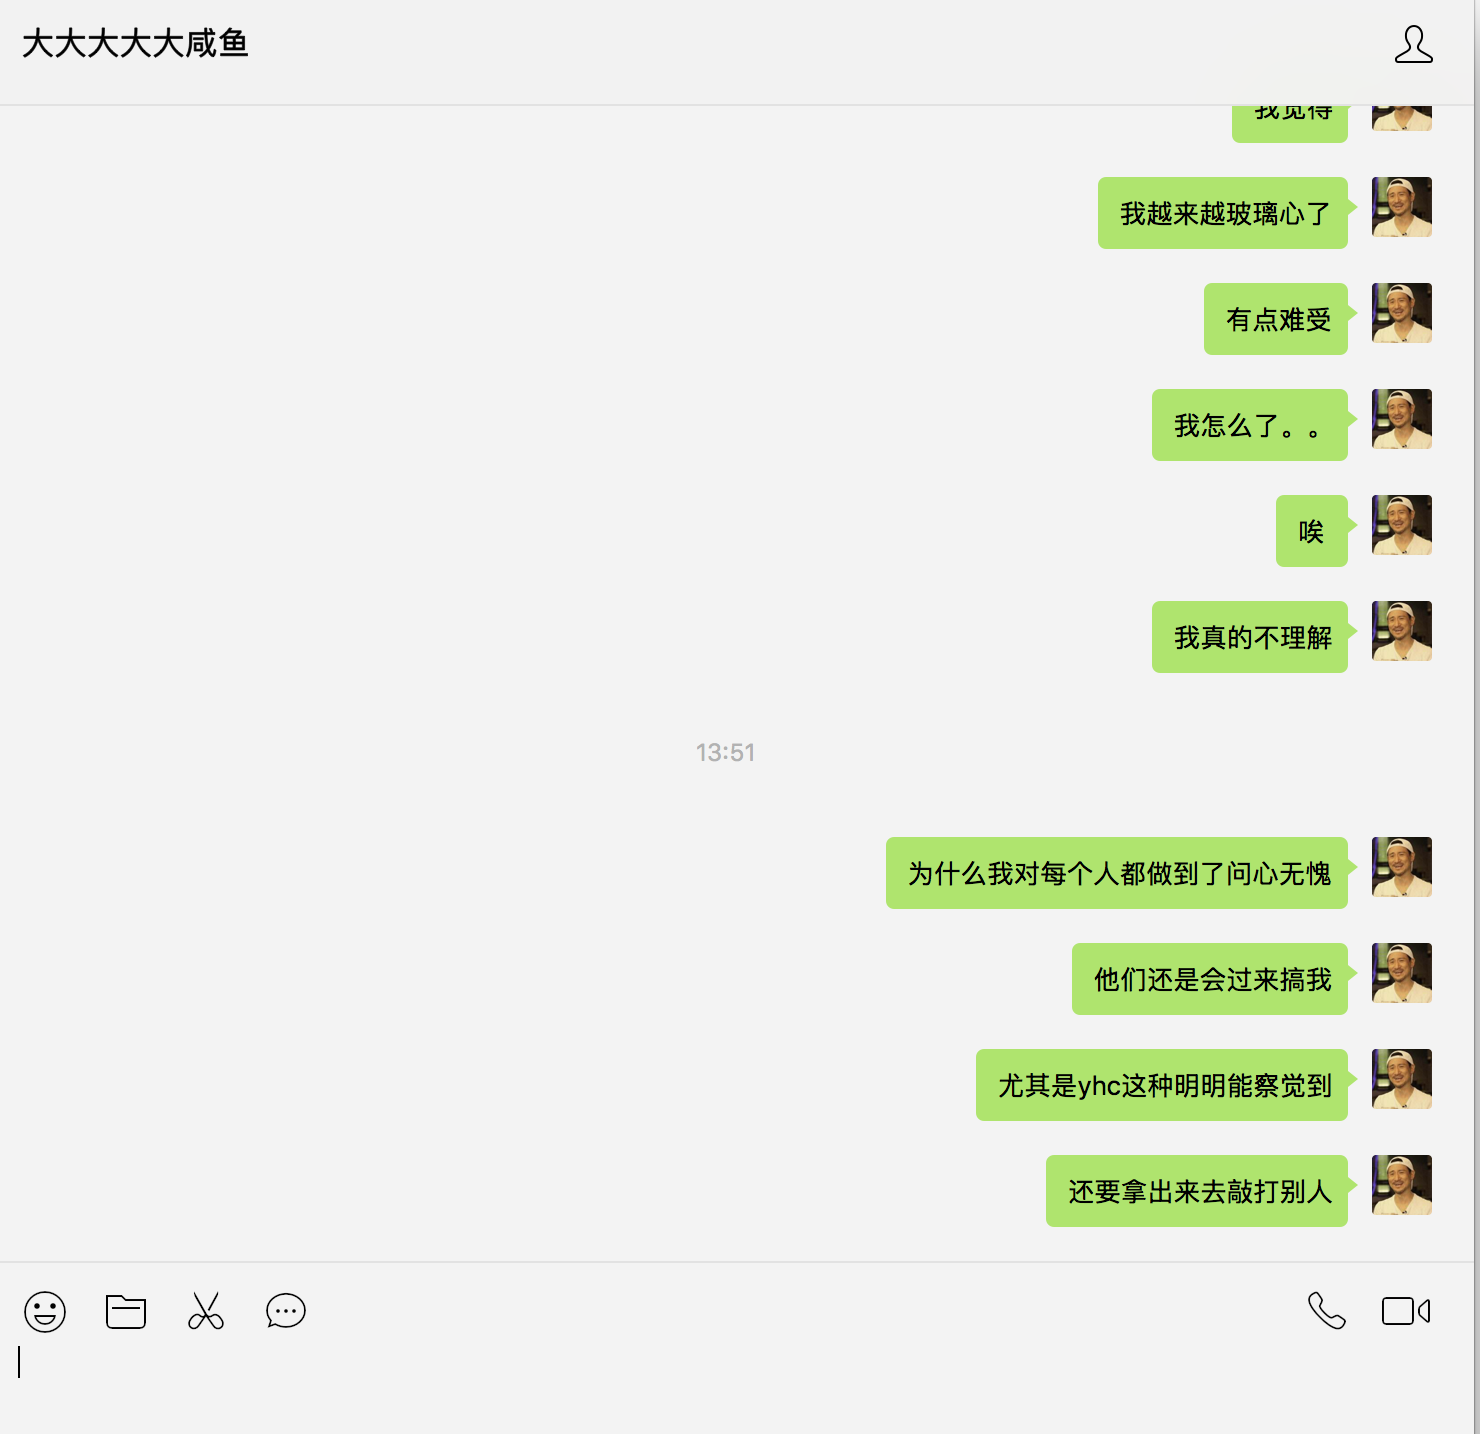 大大大大大咸鱼
我觉得
我越来越玻璃心了
有点难受
我怎么了。。
唉
我真的不理解
13:51
为什么我对每个人都做到了问心无愧
他们还是会过来搞我
尤其是yhc这种明明能察觉到
还要拿出来去敲打别人